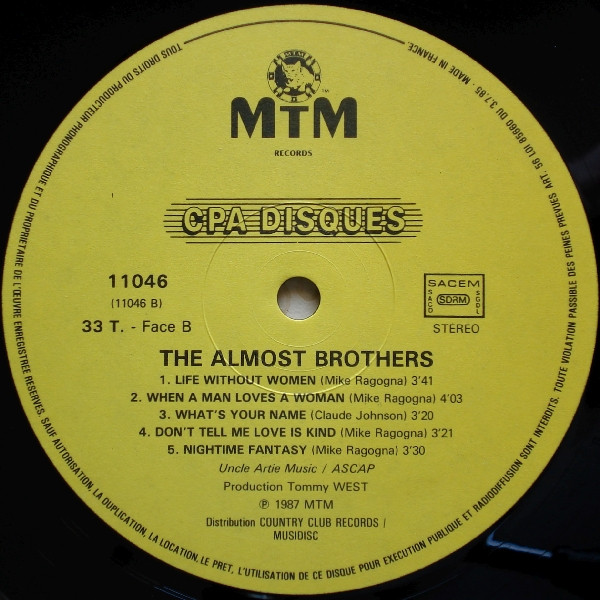 MTM
TM
MTM
RECORDS
CPA DISQUES
11046
(11046 B)
33 T. - Face B
SACEM
SACD
SDRM
SGDL
STEREO
THE ALMOST BROTHERS
1. LIFE WITHOUT WOMEN (Mike Ragogna) 3'41
2. WHEN A MAN LOVES A WOMAN (Mike Ragogna) 4'03
3. WHAT'S YOUR NAME (Claude Johnson) 3'20
4. DON'T TELL ME LOVE IS KIND (Mike Ragogna) 3'21
5. NIGHTIME FANTASY (Mike Ragogna) 3'30
Uncle Artie Music / ASCAP
Production Tommy WEST
℗ 1987 MTM
Distribution COUNTRY CLUB RECORDS /
MUSIDISC
TOUS DROITS DU PRODUCTEUR PHONOGRAPHIQUE ET DU PROPRIETAIRE DE L'ŒUVRE ENREGISTREE RESERVES. SAUF AUTORISATION, LA DUPLICATION, LA LOCATION, LE PRET, L'UTILISATION DE CE DISQUE POUR EXECUTION PUBLIQUE ET RADIODIFFUSION SONT INTERDITS. TOUTE VIOLATION PASSIBLE DES PEINES PREVUES ART. 56 LOI 85660 DU 3.7.85 - MADE IN FRANCE.